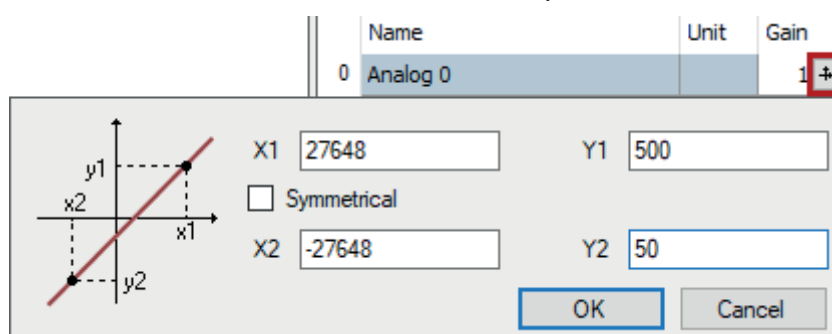 Name Unit Gain
0 Analog 0 1
X1 27648 Y1 500
y1
Symmetrical
x2
x1
X2 -27648 Y2 50
y2
OK Cancel